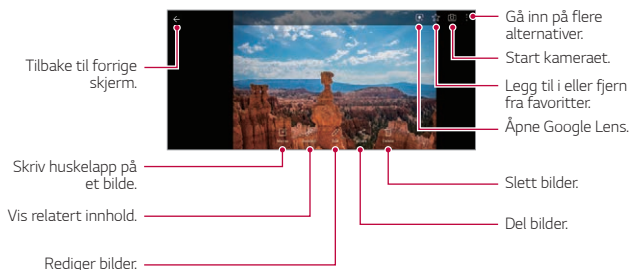 Gå inn på flere
alternativer.
Start kameraet.
Legg til i eller fjern
fra favoritter.
Åpne Google Lens.
Tilbake til forrige
skjerm.
Skriv huskelapp på
et bilde.
Vis relatert innhold.
Rediger bilder.
Slett bilder.
Del bilder.